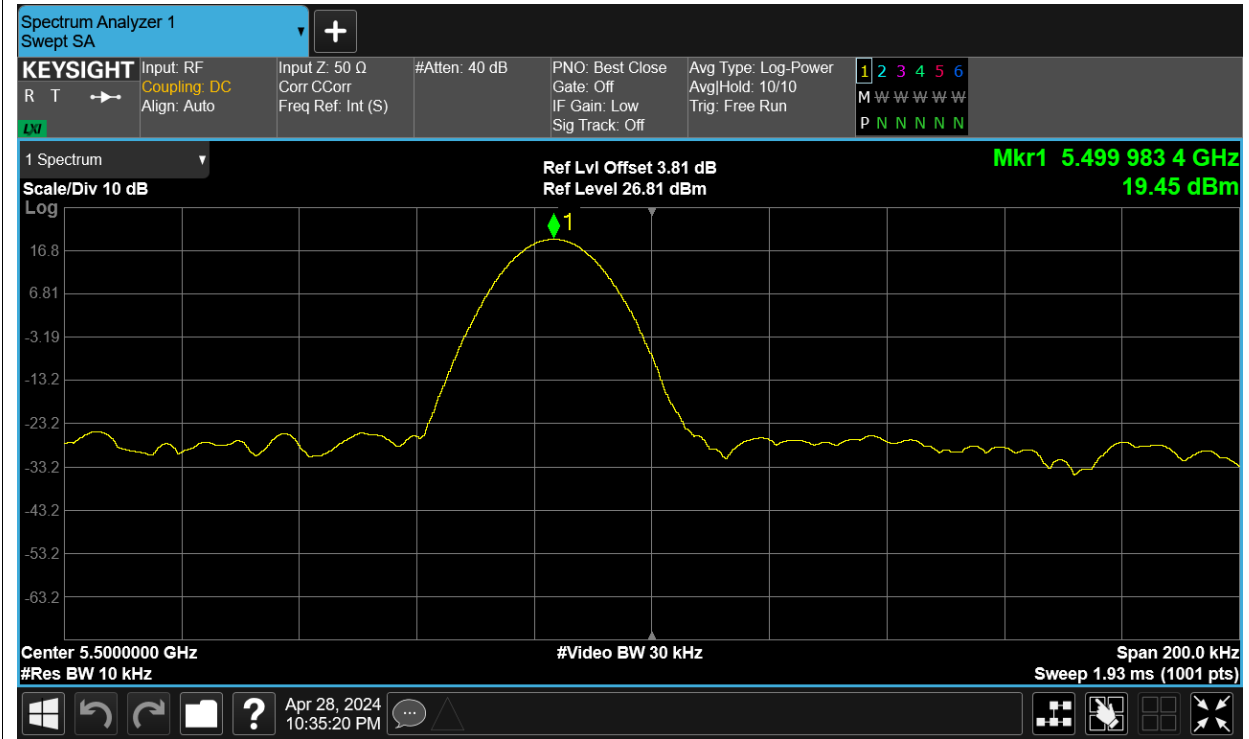 Spectrum Analyzer 1
Swept SA
KEYSIGHT
R T
LXI
Input: RF
Coupling: DC
Align: Auto
Input Z: 50 Ω
Corr CCorr
Freq Ref: Int (S)
#Atten: 40 dB
PNO: Best Close
Gate: Off
IF Gain: Low
Sig Track: Off
Avg Type: Log-Power
Avg|Hold: 10/10
Trig: Free Run
1 2 3 4 5 6
M W W W W W
P N N N N N
1 Spectrum
Scale/Div 10 dB
Ref Lvl Offset 3.81 dB
Ref Level 26.81 dBm
Mkr1 5.499 983 4 GHz
19.45 dBm
Log
1
16.8
6.81
-3.19
-13.2
-23.2
-33.2
-43.2
-53.2
-63.2
Center 5.5000000 GHz
#Res BW 10 kHz
#Video BW 30 kHz
Span 200.0 kHz
Sweep 1.93 ms (1001 pts)
?
Apr 28, 2024
10:35:20 PM